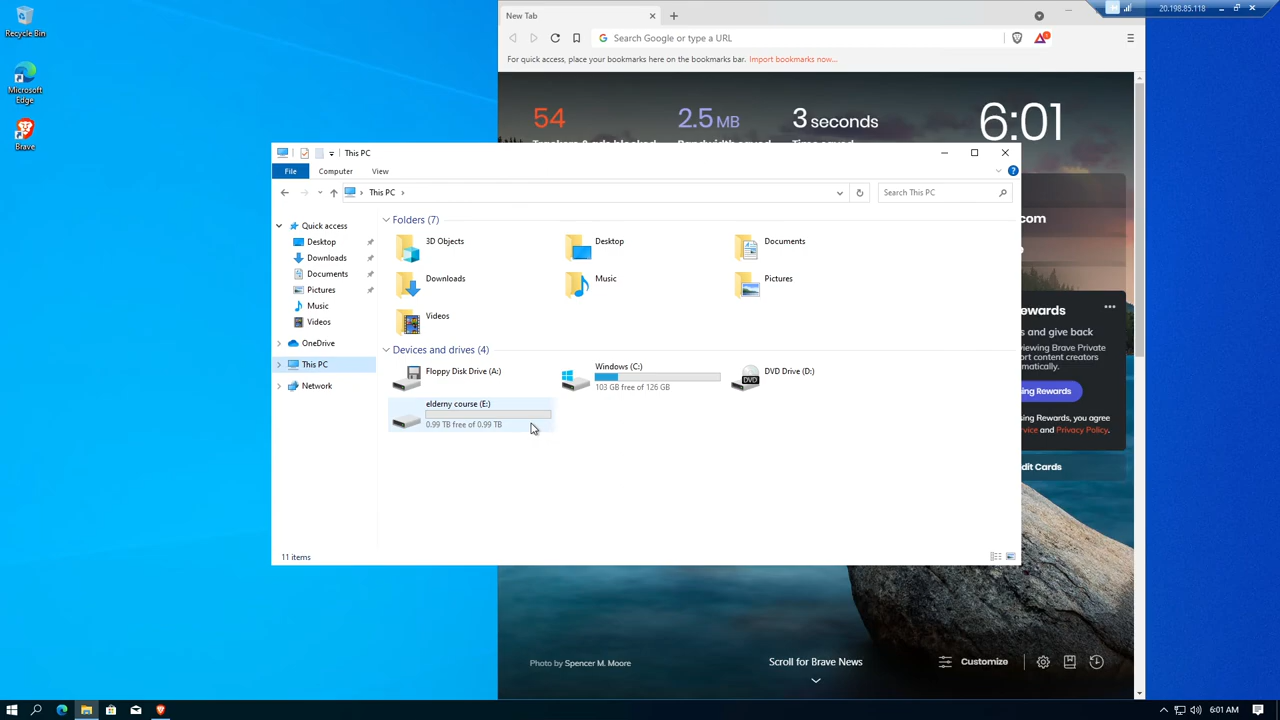 Recycle Bin
Microsoft
Edge
Brave
New Tab
20.198.85.118
Search Google or type a URL
For quick access, place your bookmarks here on the bookmarks bar. Import bookmarks now...
54
2.5 MB
3 seconds
6:01
This PC
File
Computer
View
This PC
Search This PC
Quick access
Desktop
Downloads
Documents
Pictures
Music
Videos
OneDrive
This PC
Network
Folders (7)
3D Objects
Desktop
Documents
Downloads
Music
Pictures
Videos
Devices and drives (4)
Floppy Disk Drive (A:)
Windows (C:)
103 GB free of 126 GB
DVD Drive (D:)
DVD
elderny course (E:)
0.99 TB free of 0.99 TB
11 items
com
ewards
s and give back
iewing Brave Private
port content creators
matically.
ing Rewards
sing Rewards, you agree
rvice and Privacy Policy.
dit Cards
Photo by Spencer M. Moore
Scroll for Brave News
Customize
6:01 AM